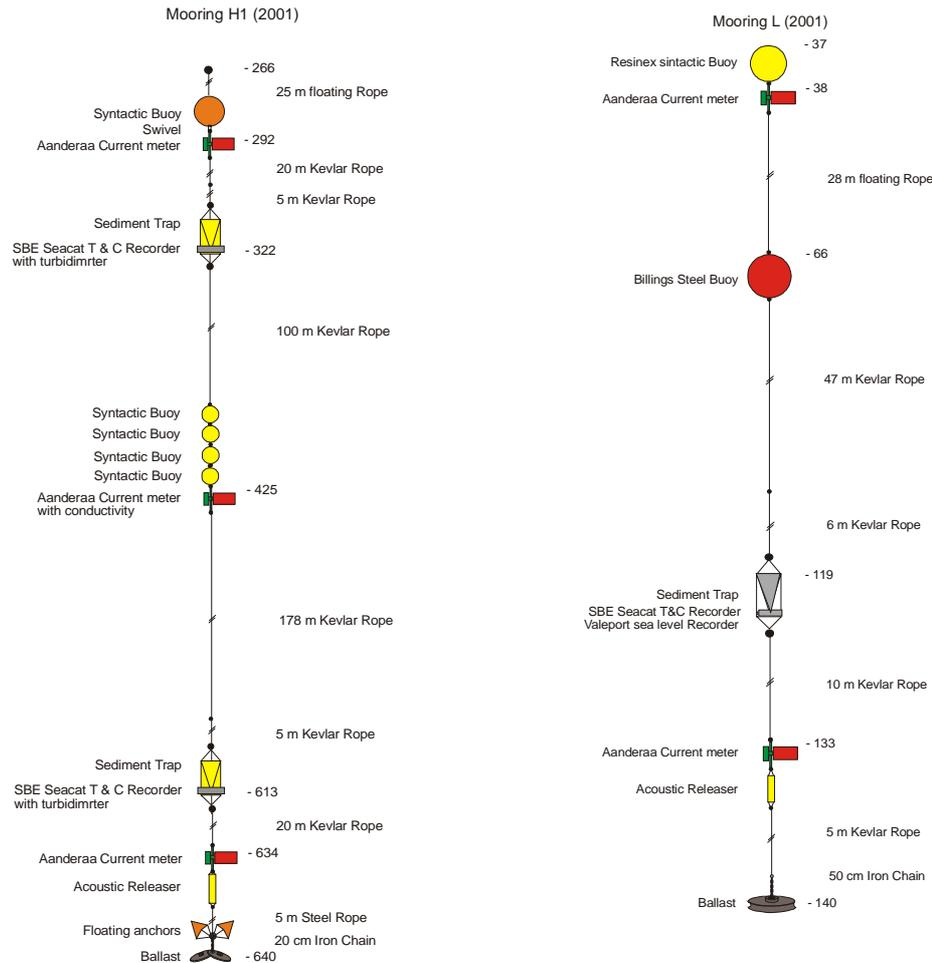 Mooring H1 (2001)
- 266
25 m floating Rope
Syntactic Buoy
Swivel
Aanderaa Current meter
- 292
20 m Kevlar Rope
5 m Kevlar Rope
Sediment Trap
SBE Seacat T & C Recorder
with turbidimrter
- 322
100 m Kevlar Rope
Syntactic Buoy
Syntactic Buoy
Syntactic Buoy
Syntactic Buoy
- 425
Aanderaa Current meter
with conductivity
178 m Kevlar Rope
5 m Kevlar Rope
Sediment Trap
SBE Seacat T & C Recorder
with turbidimrter
- 613
20 m Kevlar Rope
Aanderaa Current meter
- 634
Acoustic Releaser
5 m Steel Rope
Floating anchors
20 cm Iron Chain
Ballast
- 640
Mooring L (2001)
- 37
Resinex sintactic Buoy
- 38
Aanderaa Current meter
28 m floating Rope
- 66
Billings Steel Buoy
47 m Kevlar Rope
6 m Kevlar Rope
- 119
Sediment Trap
SBE Seacat T&C Recorder
Valeport sea level Recorder
10 m Kevlar Rope
- 133
Aanderaa Current meter
Acoustic Releaser
5 m Kevlar Rope
50 cm Iron Chain
Ballast
- 140